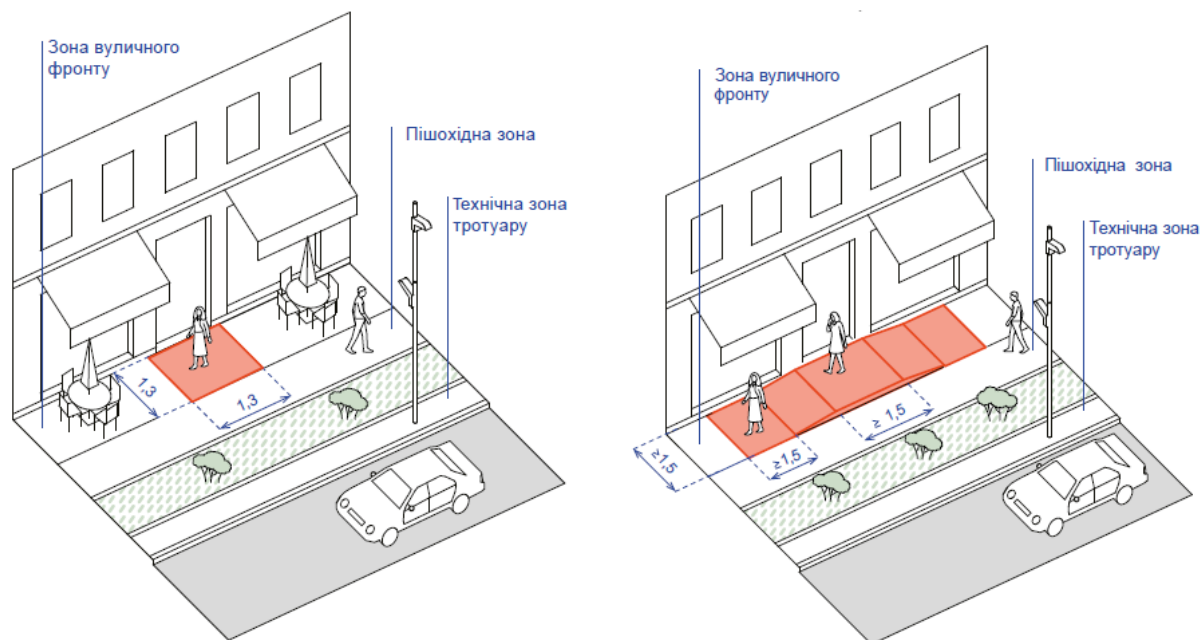 Зона вуличного
фронту
Пішохідна зона
Технічна зона
тротуару
1,3
1,3
Зона вуличного
фронту
Пішохідна зона
Технічна зона
тротуару
≥ 1,5
≥1,5
≥1,5